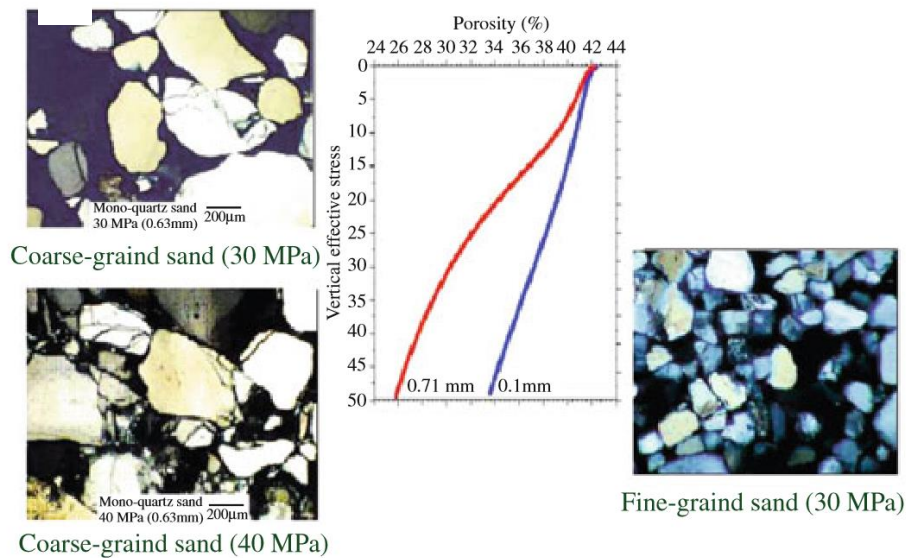 Mono-quartz sand
30 MPa (0.63mm)
200μm
Coarse-graind sand (30 MPa)
Mono-quartz sand
40 MPa (0.63mm)
200μm
Coarse-graind sand (40 MPa)
Porosity (%)
24 26 28 30 32 34 36 38 40 42 44
Vertical effective stress
0
5
10
15
20
25
30
35
40
45
50
0.71 mm
0.1mm
Fine-graind sand (30 MPa)